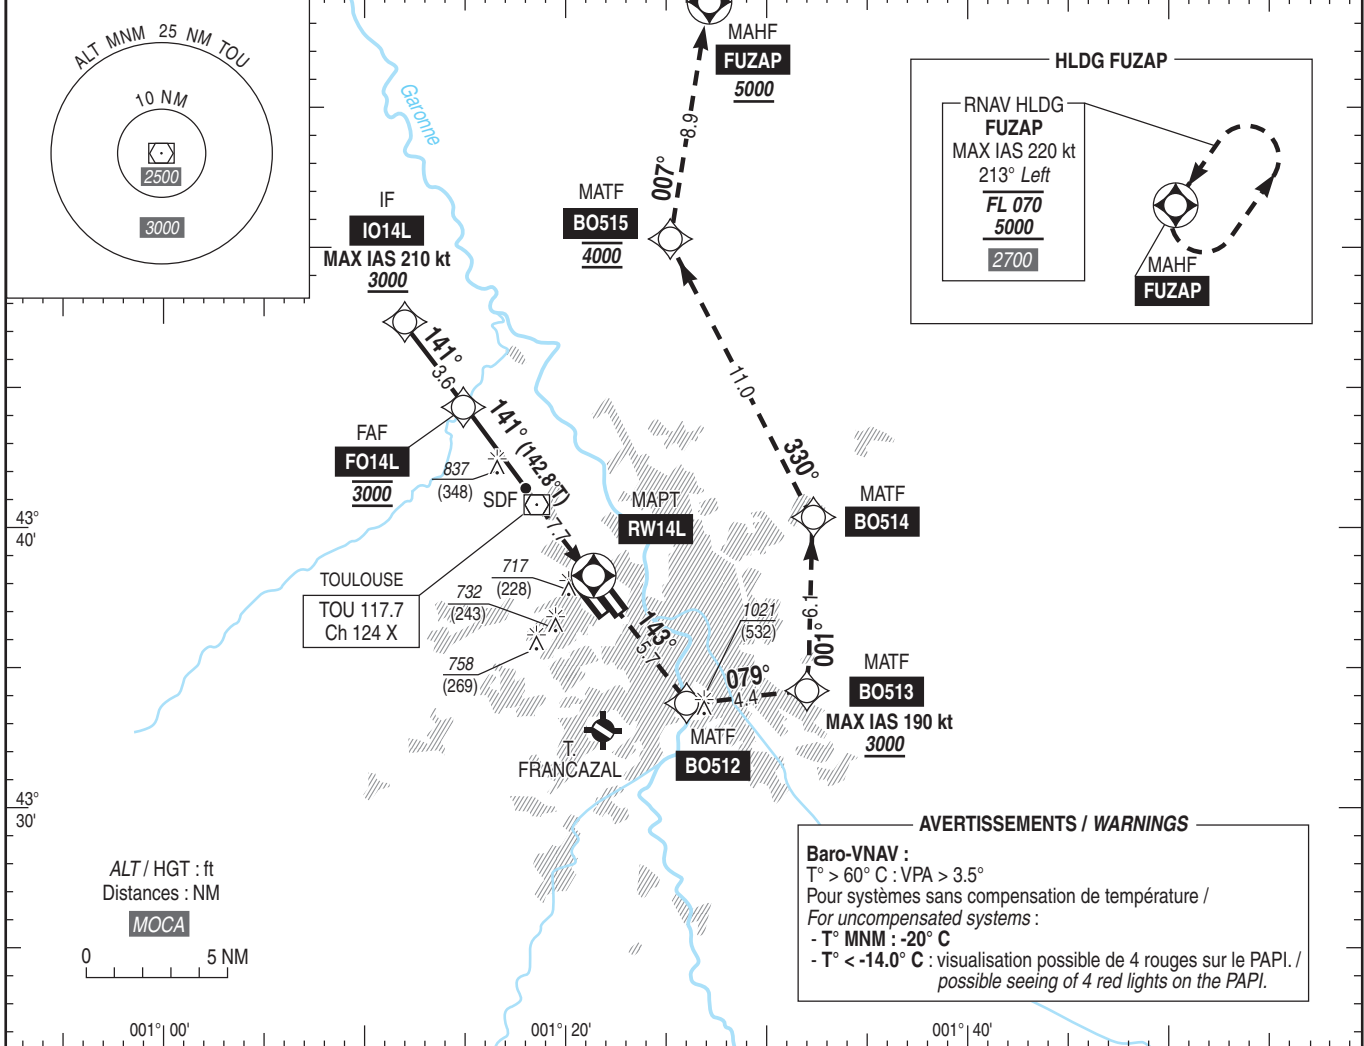 ALT MNM 25 NM TOU
10 NM
2500
3000
Garonne
MAHF
FUZAP
5000
8.9
007°
HLDG FUZAP
RNAV HLDG
FUZAP
MAX IAS 220 kt
213° Left
FL 070
5000
2700
MAHF
FUZAP
IF
IO14L
MAX IAS 210 kt
3000
MATF
BO515
4000
141°
3.6
11.0
330°
FAF
FO14L
3000
141° (142.8°T)
837
(348)
SDF
7.7
MAPT
RW14L
MATF
BO514
43°
40'
TOULOUSE
TOU 117.7
Ch 124 X
717
(228)
732
(243)
758
(269)
143°
5.7
1021
(532)
079°
4.4
001°
6.1
MATF
BO513
MAX IAS 190 kt
3000
MATF
BO512
T.
FRANCAZAL
43°
30'
ALT / HGT : ft
Distances : NM
MOCA
0 5 NM
AVERTISSEMENTS / WARNINGS
Baro-VNAV :
T° > 60° C : VPA > 3.5°
Pour systèmes sans compensation de température /
For uncompensated systems :
- T° MNM : -20° C
- T° < -14.0° C : visualisation possible de 4 rouges sur le PAPI. /
possible seeing of 4 red lights on the PAPI.
001° 00' 001° 20' 001° 40'